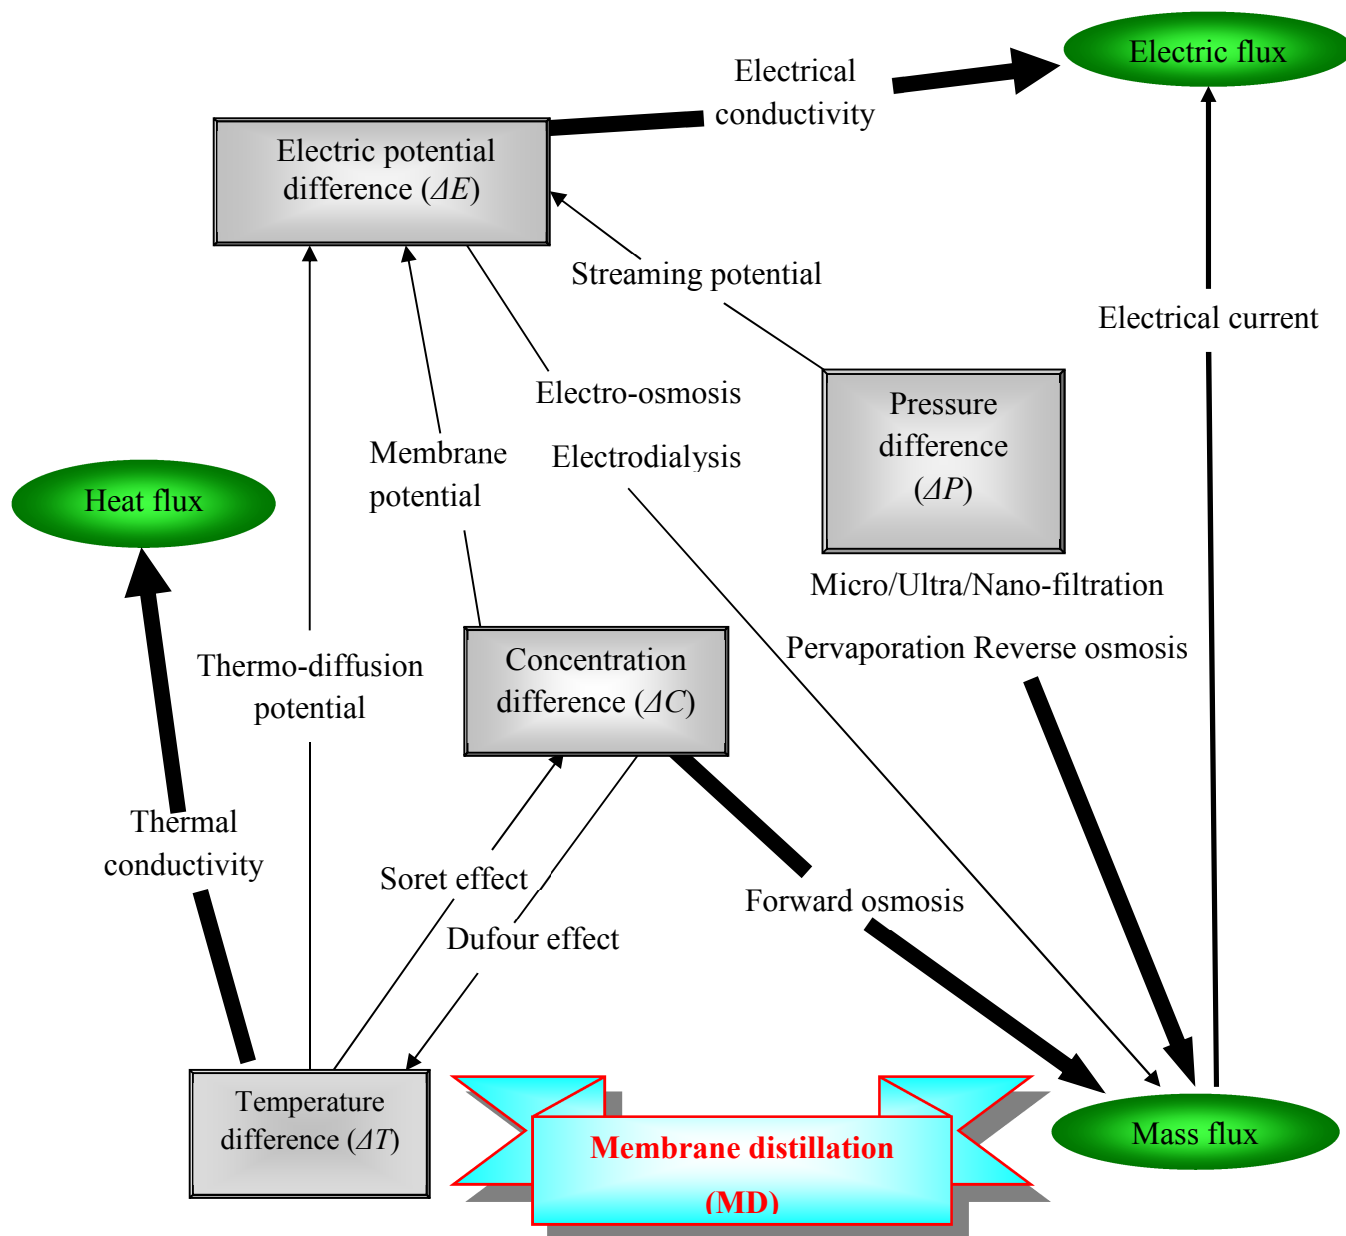 Electric flux
Electrical
conductivity
Electric potential
difference (ΔE)
Streaming potential
Electrical current
Electro-osmosis
Pressure
difference
(ΔP)
Membrane
potential
Electrodialysis
Heat flux
Micro/Ultra/Nano-filtration
Pervaporation Reverse osmosis
Thermo-diffusion
potential
Concentration
difference (ΔC)
Thermal
conductivity
Soret effect
Forward osmosis
Dufour effect
Temperature
difference (ΔT)
Membrane distillation
(MD)
Mass flux